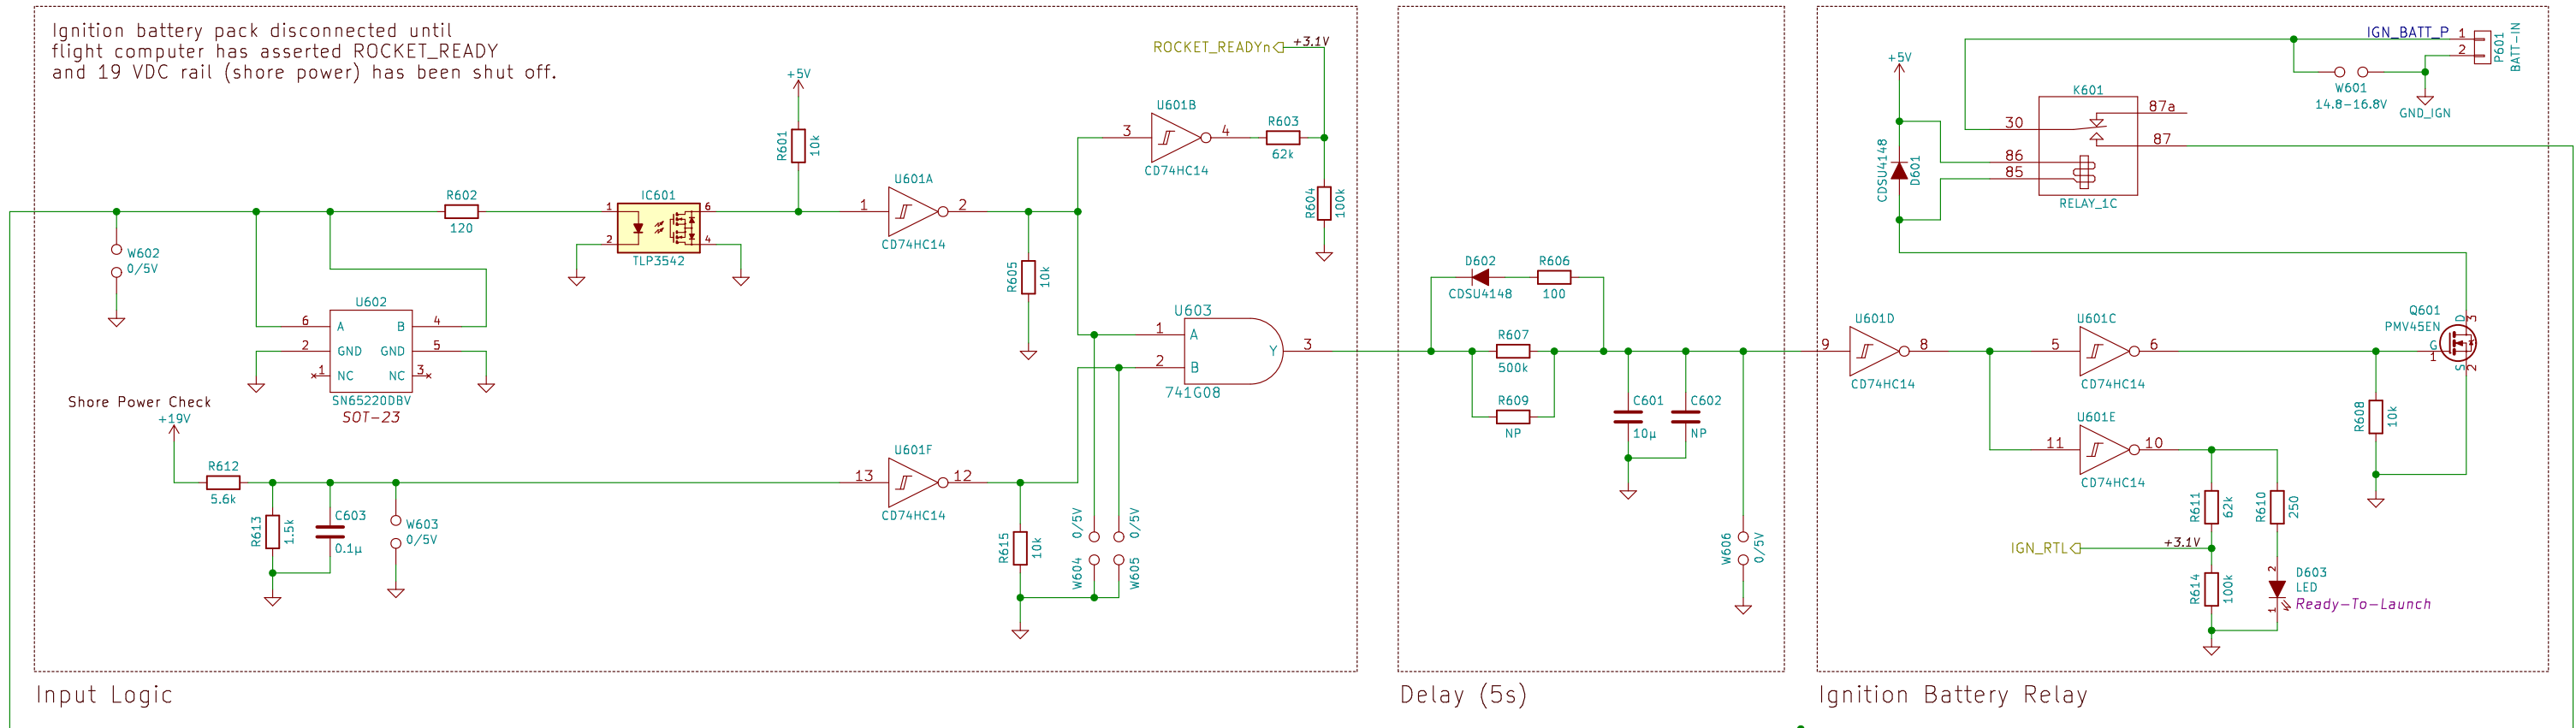 Ignition battery pack disconnected until
flight computer has asserted ROCKET_READY
and 19 VDC rail (shore power) has been shut off.
ROCKET_READYn
+3.1V
+5V
R601
10k
U601B
3
4
CD74HC14
R603
62k
R604
100k
R602
120
IC601
1
6
2
4
TLP3542
U601A
1
2
CD74HC14
W602
0/5V
R605
10k
U602
6
A
B
4
2
GND
GND
5
1
NC
NC
3
SN65220DBV
SOT-23
U603
1
A
2
B
Y
3
741G08
Shore Power Check
+19V
R612
5.6k
R613
1.5k
C603
0.1µ
W603
0/5V
U601F
13
12
CD74HC14
R615
10k
0/5V
W604
0/5V
W605
Input Logic
D602
CDSU4148
R606
100
R607
500k
R609
NP
C601
10µ
C602
NP
W606
0/5V
Delay (5s)
+5V
CDSU4148
D601
K601
30
87a
87
86
85
RELAY_1C
IGN_BATT_P
1
2
P601
BATT-IN
W601
14.8-16.8V
GND_IGN
U601D
9
8
CD74HC14
U601C
5
6
CD74HC14
U601E
11
10
CD74HC14
Q601
PMV45EN
D
3
G
1
S
2
R608
10k
R611
62k
R610
250
IGN_RTL
+3.1V
R614
100k
2
1
D603
LED
Ready-To-Launch
Ignition Battery Relay